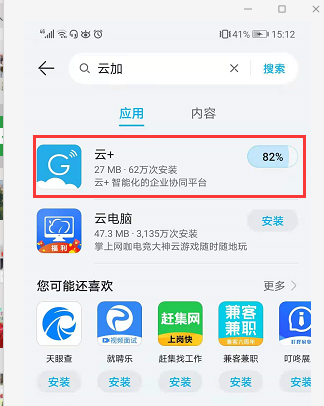 41% 15:12
云加 搜索
应用 内容
云+
27 MB · 62万次安装
云+ 智能化的企业协同平台
82%
云电脑
47.3 MB · 3,135万次安装
掌上网咖电竞大神云游戏随时随地玩
安装
福利
您可能还喜欢 更多
视频面试 赶集网 上岗快 兼客兼职
天眼查 就聘乐 赶集找工作 兼客兼职 叮咚展
安装 安装 安装 安装 安装